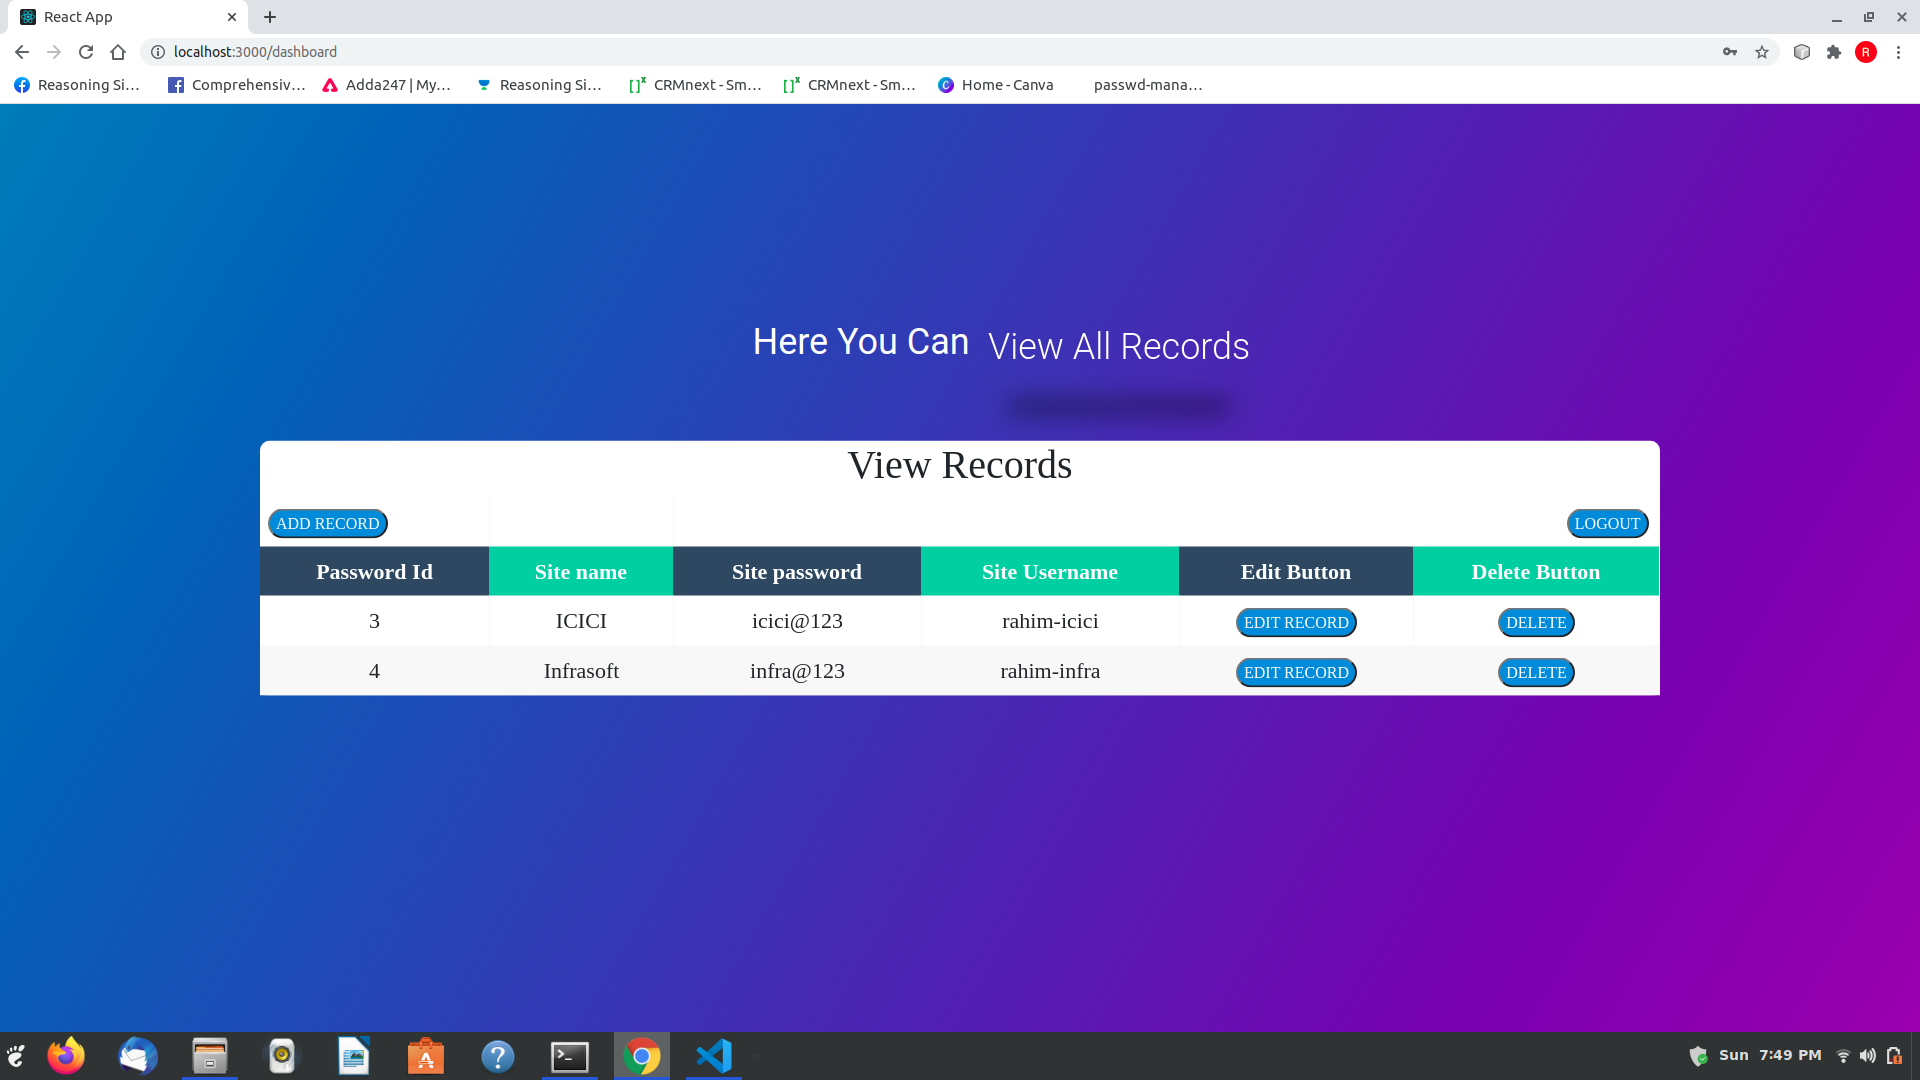 React App
localhost:3000/dashboard
R
Reasoning Si...
Comprehensiv...
Adda247 | My...
Reasoning Si...
CRMnext - Sm...
CRMnext - Sm...
Home - Canva
passwd-mana...
Here You Can View All Records
View Records
ADD RECORD LOGOUT
Password Id Site name Site password Site Username Edit Button Delete Button
3 ICICI icici@123 rahim-icici EDIT RECORD DELETE
4 Infrasoft infra@123 rahim-infra EDIT RECORD DELETE
Sun 7:49 PM